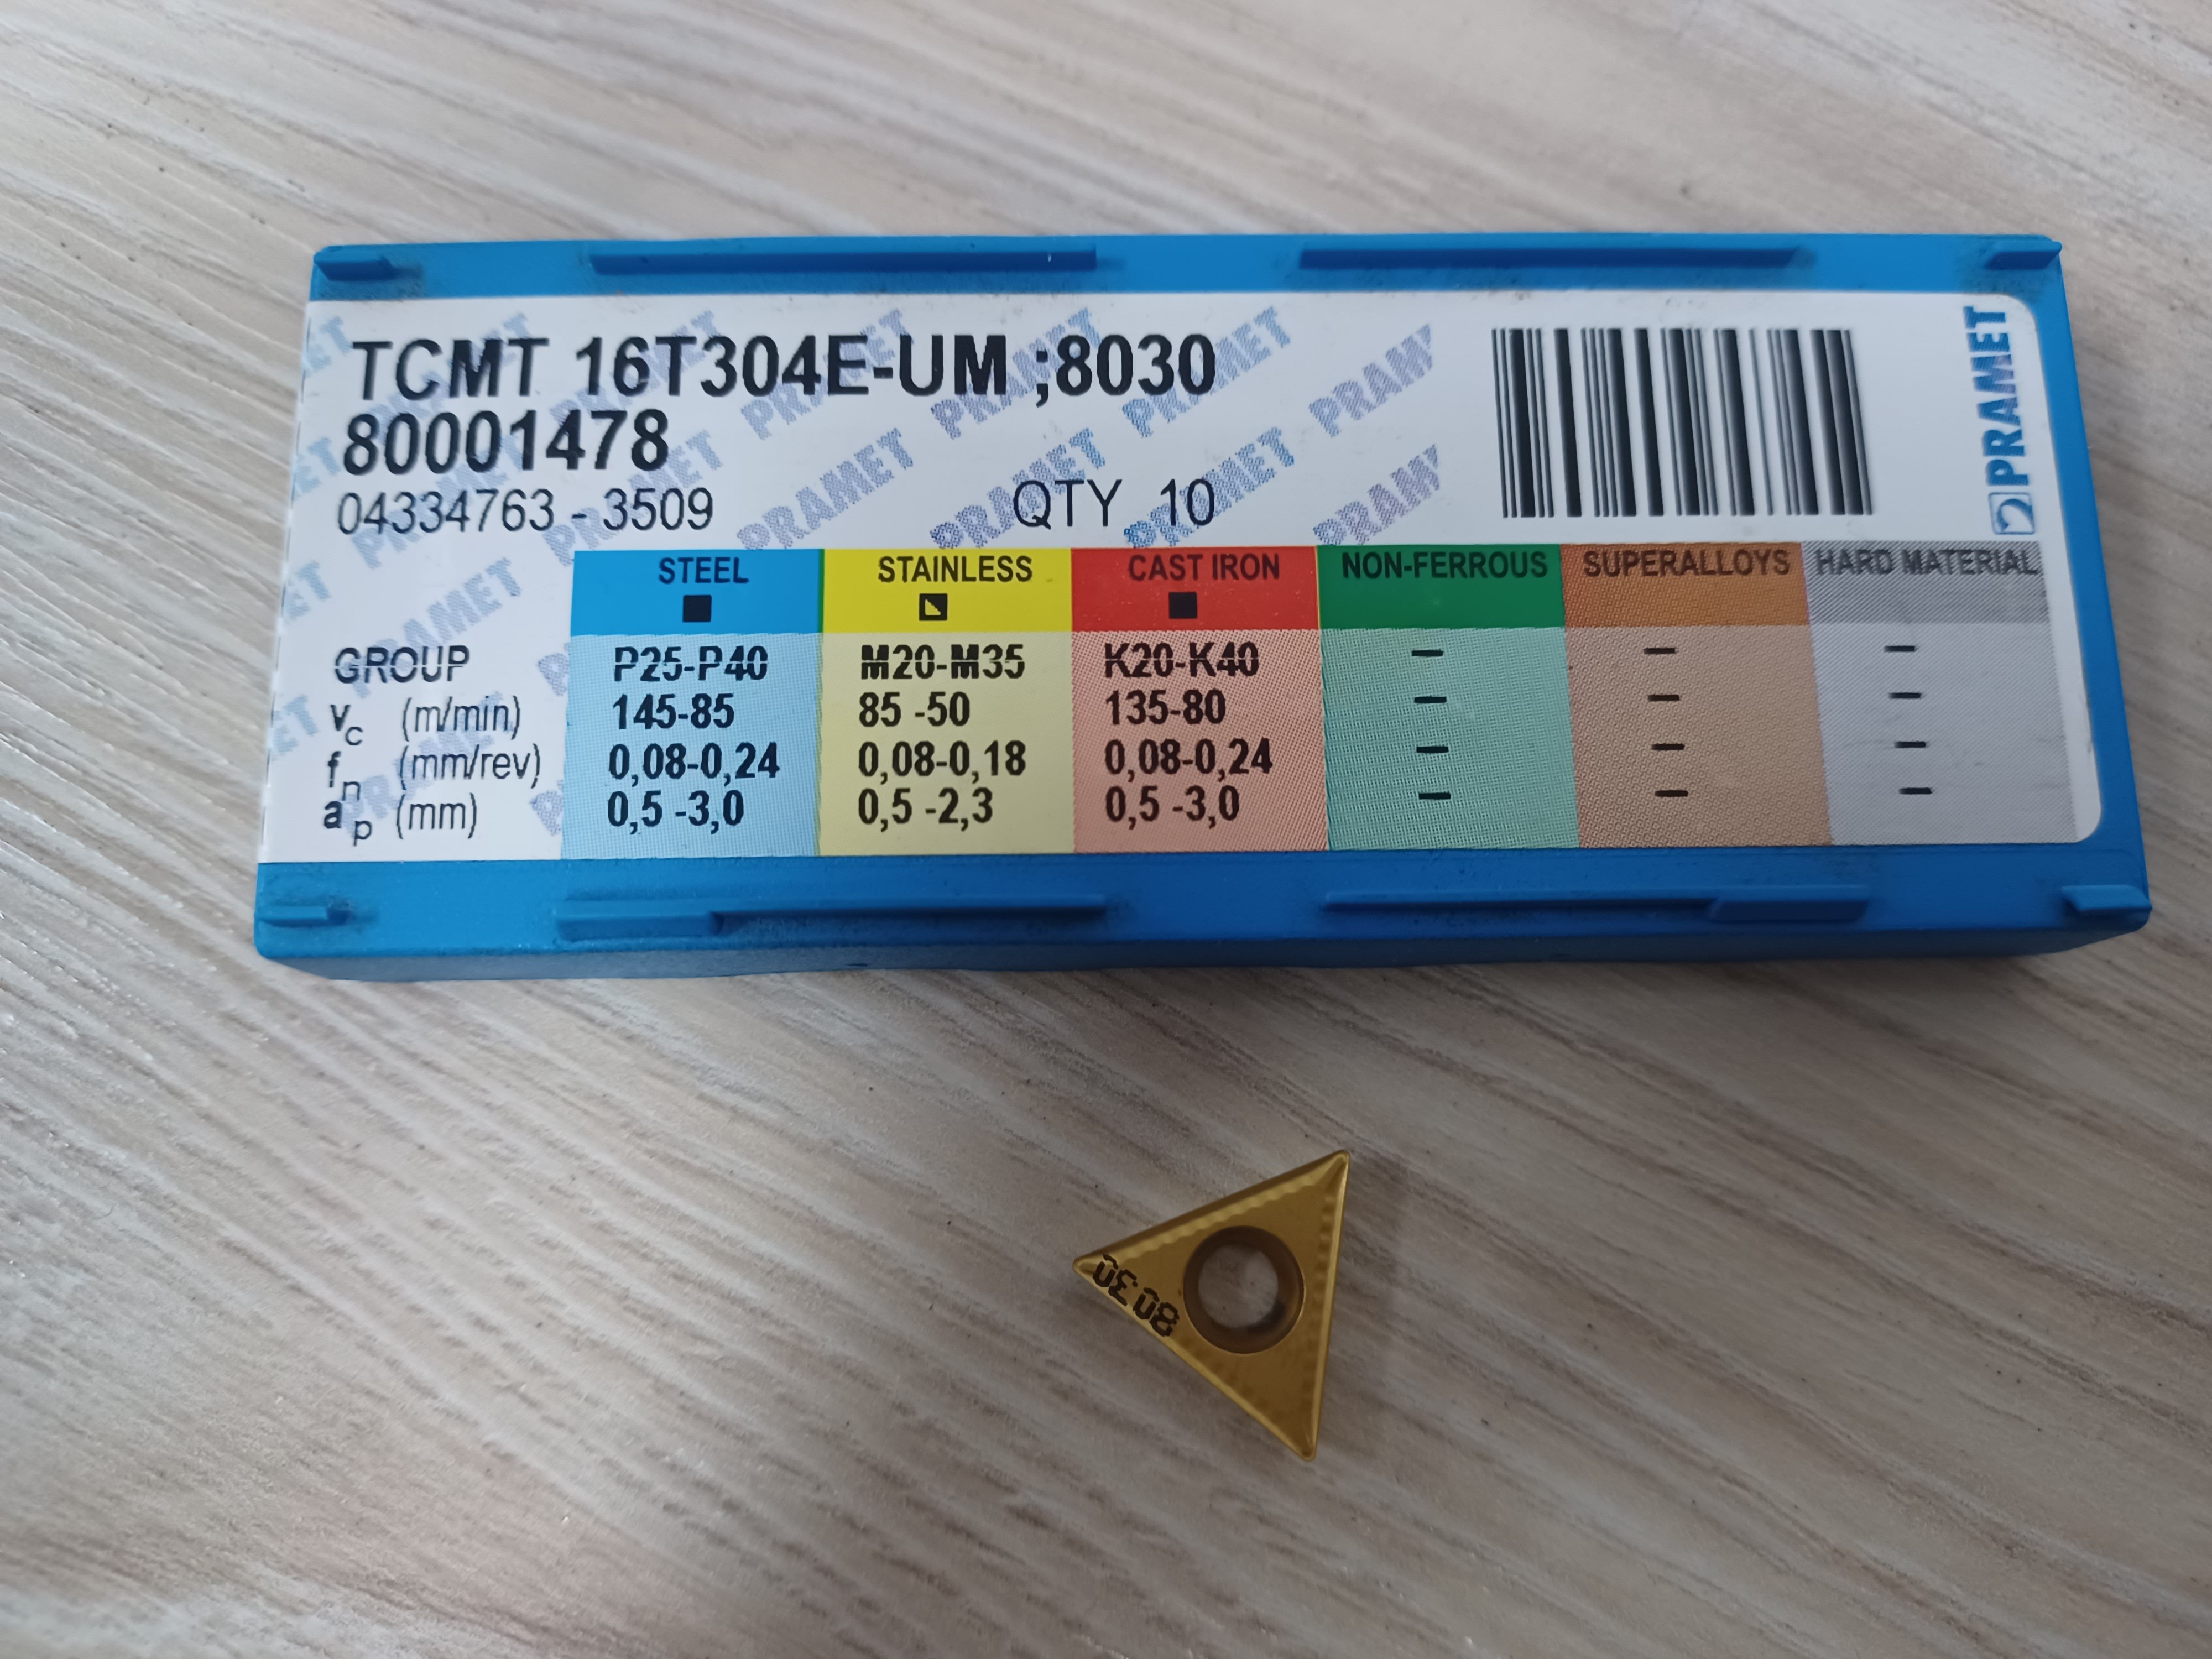 TCMT 16T304E-UM ;8030
80001478
04334763 - 3509 QTY 10
PRAMET
STEEL STAINLESS CAST IRON NON-FERROUS SUPERALLOYS HARD MATERIAL
GROUP P25-P40 M20-M35 K20-K40 – – –
vc (m/min) 145-85 85 -50 135-80 – – –
fn (mm/rev) 0,08-0,24 0,08-0,18 0,08-0,24 – – –
ap (mm) 0,5 -3,0 0,5 -2,3 0,5 -3,0 – – –
8030